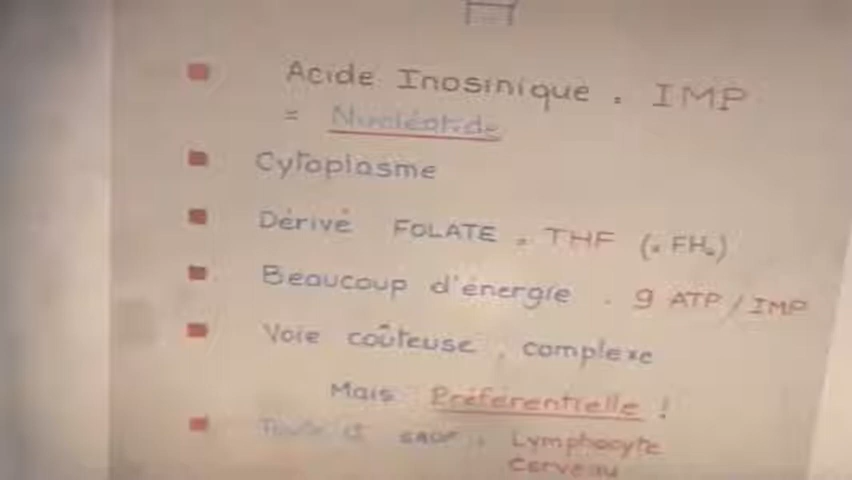 Acide Inosinique : IMP
= Nucléotide
Cytoplasme
Dérivé FOLATE : THF (: FH₄)
Beaucoup d'énergie : 9 ATP / IMP
Voie coûteuse, complexe
Mais Préférentielle !
sauf : Lymphocyte
Cerveau